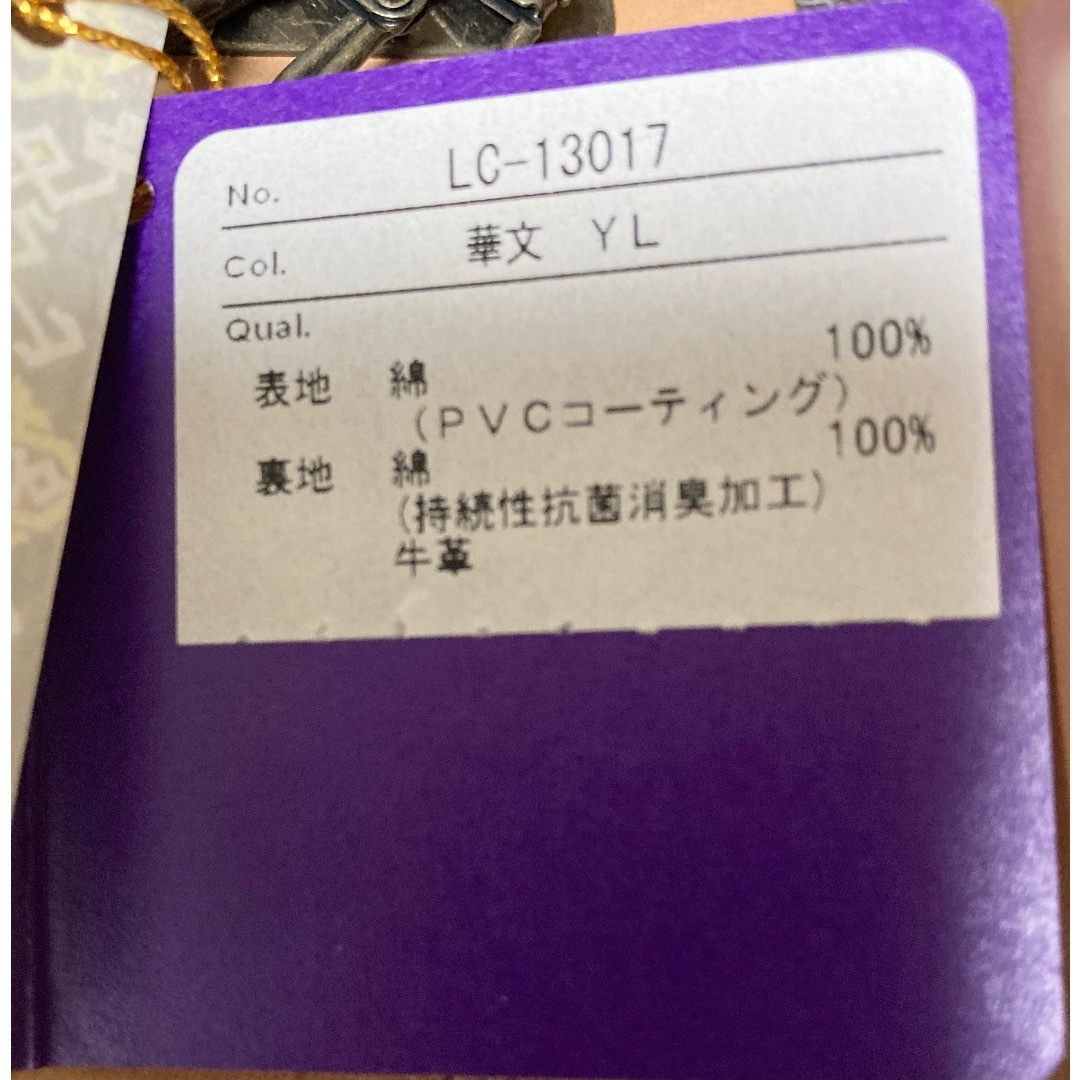 No. LC-13017
Col. 華文 YL
Qual.
表地 綿 100%
(PVCコーティング)
裏地 綿 100%
(持続性抗菌消臭加工)
牛革